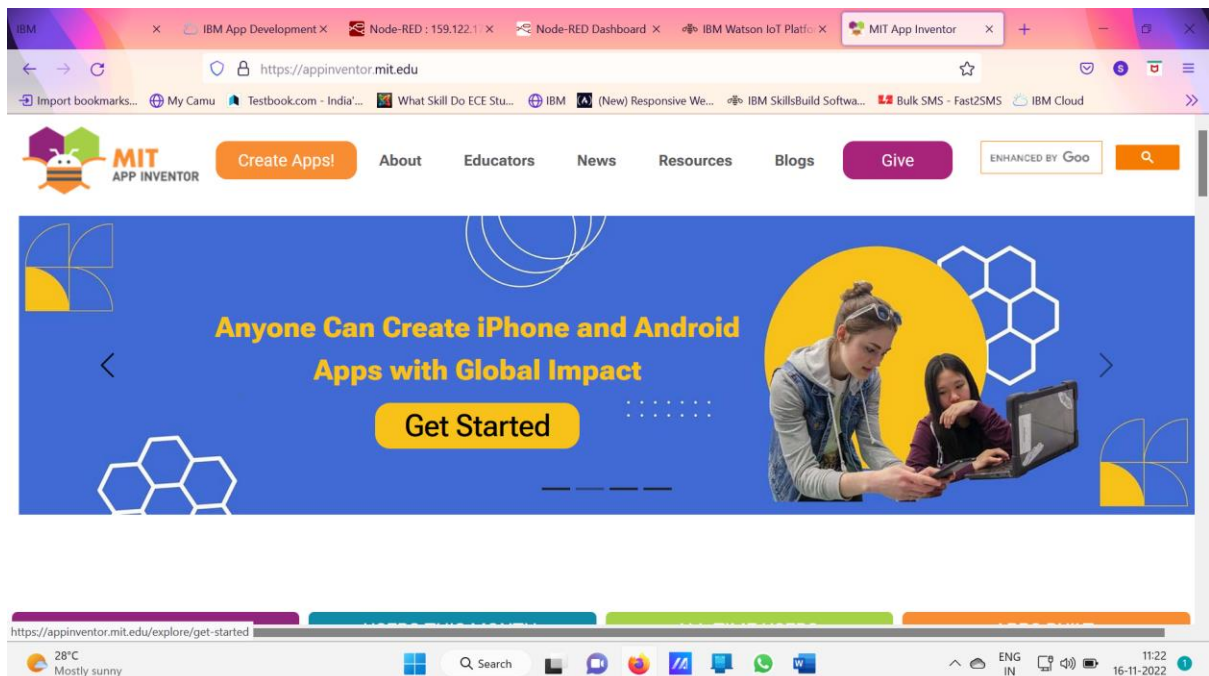 IBM
IBM App Development
Node-RED : 159.122.1
Node-RED Dashboard
IBM Watson IoT Platfo
MIT App Inventor
https://appinventor.mit.edu
Import bookmarks...
My Camu
Testbook.com - India'...
What Skill Do ECE Stu...
IBM
(New) Responsive We...
IBM SkillsBuild Softwa...
Bulk SMS - Fast2SMS
IBM Cloud
MIT
APP INVENTOR
Create Apps!
About
Educators
News
Resources
Blogs
Give
ENHANCED BY Goo
Anyone Can Create iPhone and Android
Apps with Global Impact
Get Started
https://appinventor.mit.edu/explore/get-started
28°C
Mostly sunny
Search
ENG
IN
11:22
16-11-2022
1